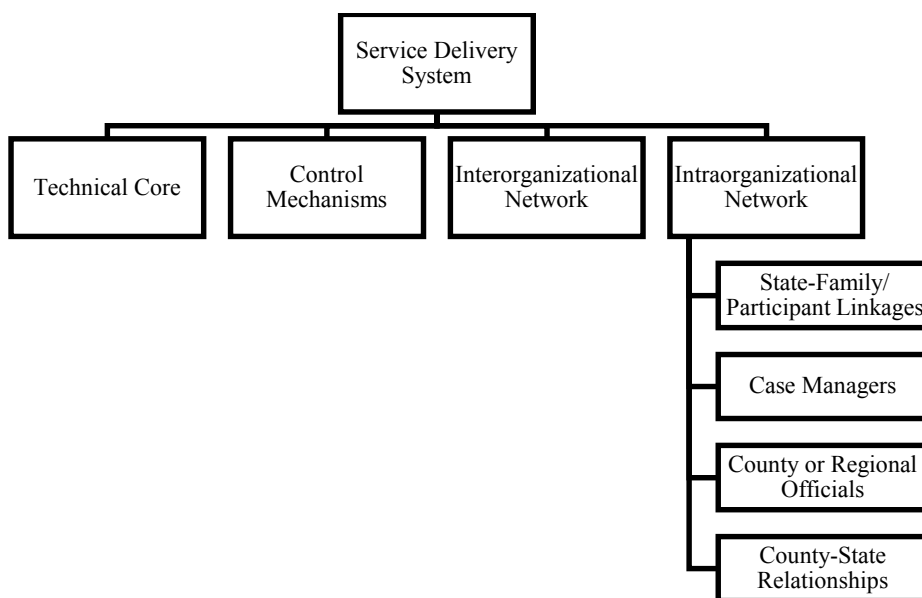 Service Delivery
System
Technical Core
Control
Mechanisms
Interorganizational
Network
Intraorganizational
Network
State-Family/
Participant Linkages
Case Managers
County or Regional
Officials
County-State
Relationships